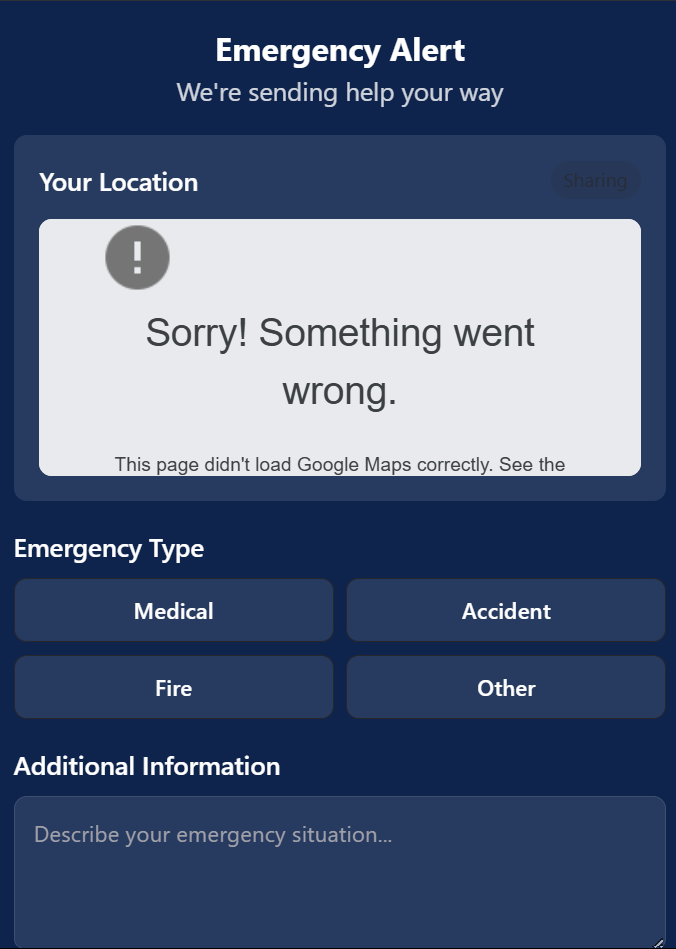 Emergency Alert
We're sending help your way
Your Location
Sharing
!
Sorry! Something went
wrong.
This page didn't load Google Maps correctly. See the
Emergency Type
Medical
Accident
Fire
Other
Additional Information
Describe your emergency situation...